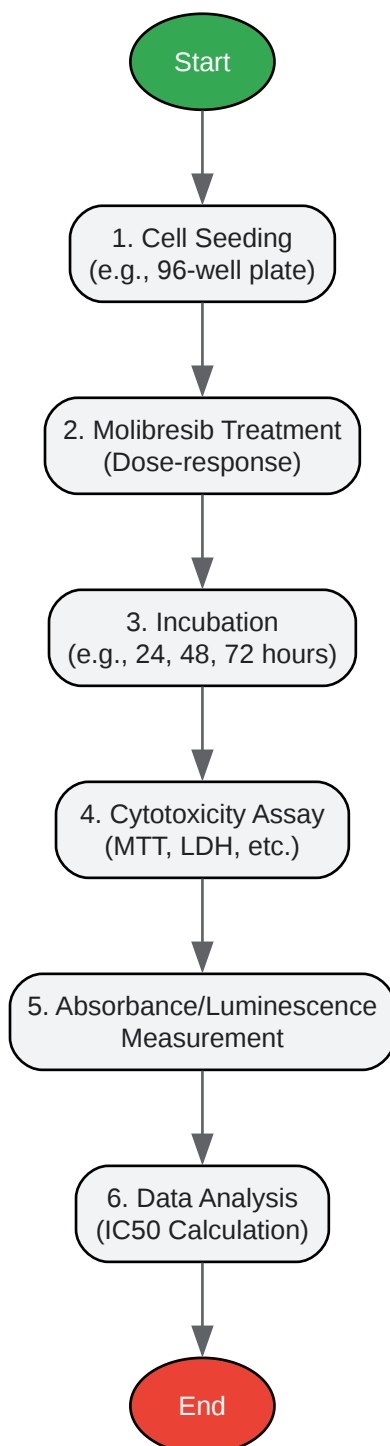 Start
1. Cell Seeding
(e.g., 96-well plate)
2. Molibresib Treatment
(Dose-response)
3. Incubation
(e.g., 24, 48, 72 hours)
4. Cytotoxicity Assay
(MTT, LDH, etc.)
5. Absorbance/Luminescence
Measurement
6. Data Analysis
(IC50 Calculation)
End